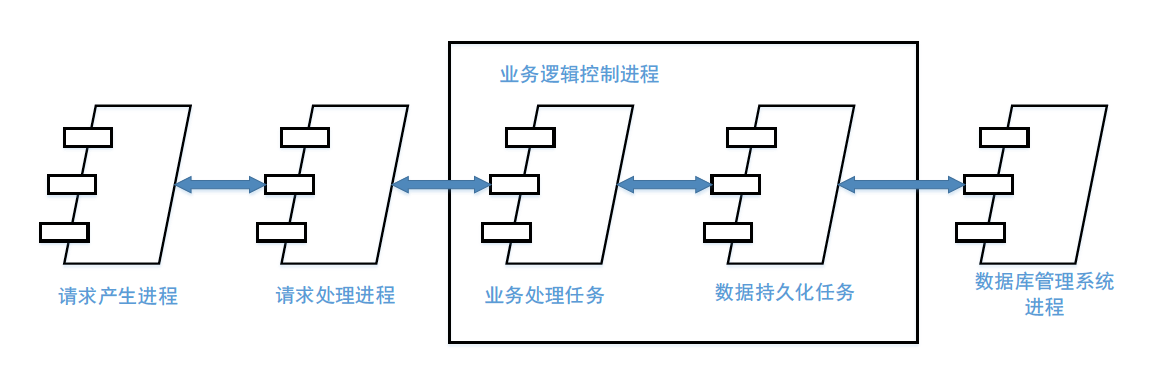 业务逻辑控制进程
请求产生进程
请求处理进程
业务处理任务
数据持久化任务
数据库管理系统
进程